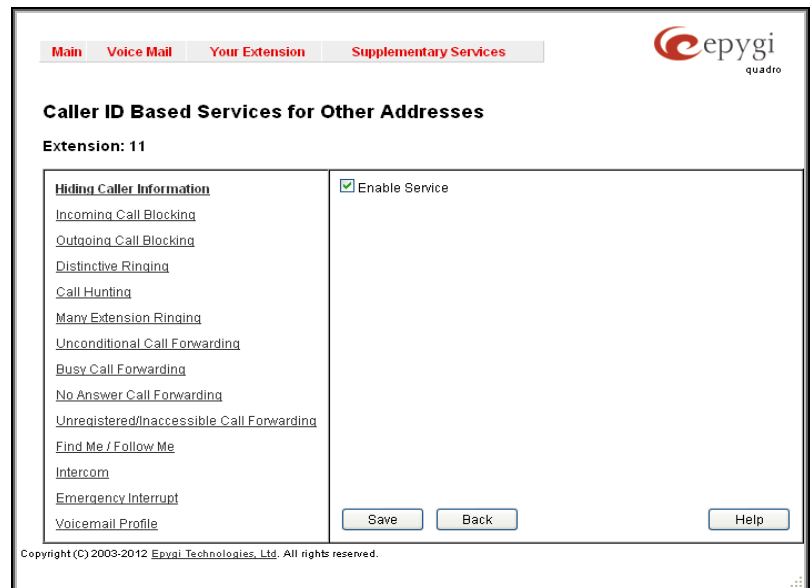 Main Voice Mail Your Extension Supplementary Services
epygi
quadro
Caller ID Based Services for Other Addresses
Extension: 11
Hiding Caller Information
Incoming Call Blocking
Outgoing Call Blocking
Distinctive Ringing
Call Hunting
Many Extension Ringing
Unconditional Call Forwarding
Busy Call Forwarding
No Answer Call Forwarding
Unregistered/Inaccessible Call Forwarding
Find Me / Follow Me
Intercom
Emergency Interrupt
Voicemail Profile
Enable Service
Save Back Help
Copyright (C) 2003-2012 Epygi Technologies, Ltd. All rights reserved.